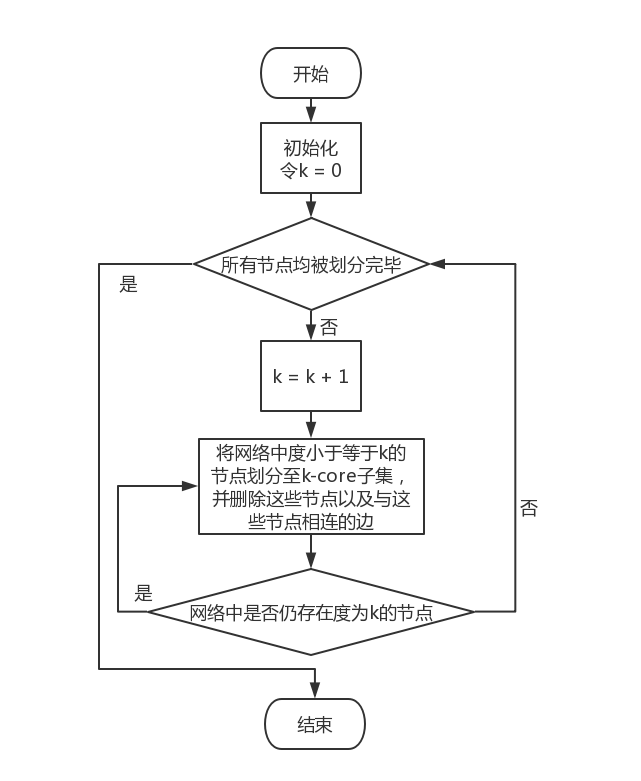 开始
初始化
令k = 0
所有节点均被划分完毕
是
否
k = k + 1
将网络中度小于等于k的
节点划分至k-core子集，
并删除这些节点以及与这
些节点相连的边
否
是
网络中是否仍存在度为k的节点
结束